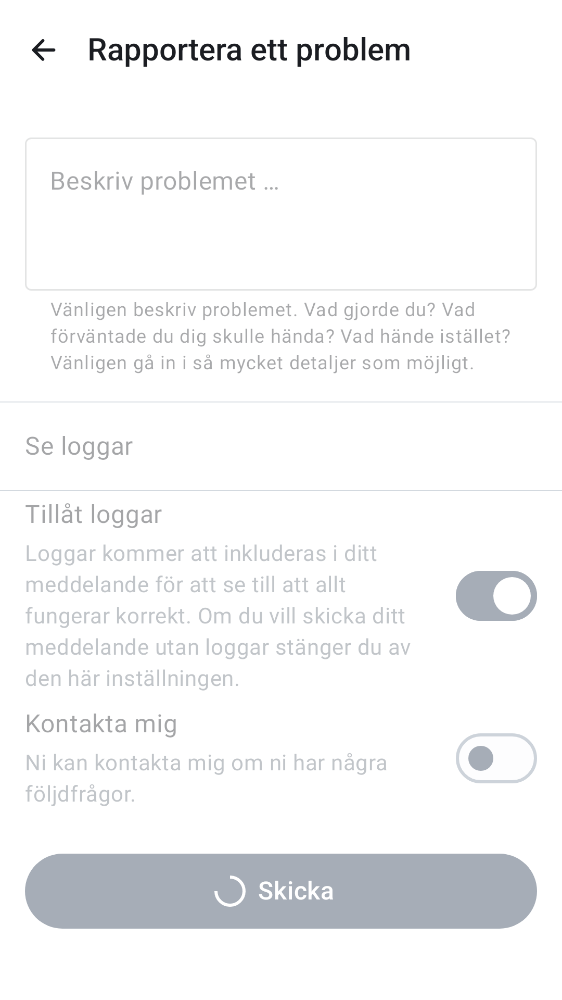 Rapportera ett problem
Beskriv problemet ...
Vänligen beskriv problemet. Vad gjorde du? Vad
förväntade du dig skulle hända? Vad hände istället?
Vänligen gå in i så mycket detaljer som möjligt.
Se loggar
Tillåt loggar
Loggar kommer att inkluderas i ditt
meddelande för att se till att allt
fungerar korrekt. Om du vill skicka ditt
meddelande utan loggar stänger du av
den här inställningen.
Kontakta mig
Ni kan kontakta mig om ni har några
följdfrågor.
Skicka